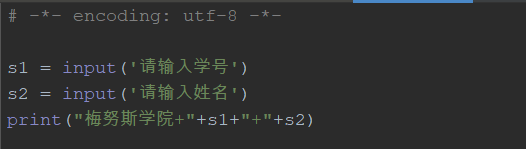 # -*- encoding: utf-8 -*-
s1 = input('请输入学号')
s2 = input('请输入姓名')
print("梅努斯学院+"+s1+"+"+s2)